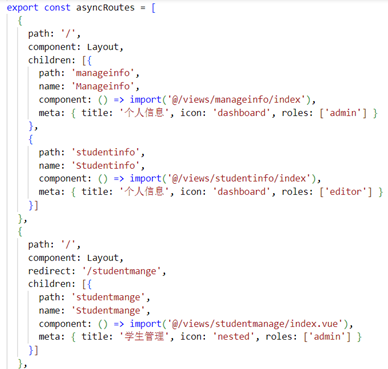 export const asyncRoutes = [
  {
    path: '/',
    component: Layout,
    children: [{
      path: 'manageinfo',
      name: 'Manageinfo',
      component: () => import('@/views/manageinfo/index'),
      meta: { title: '个人信息', icon: 'dashboard', roles: ['admin'] }
    },
    {
      path: 'studentinfo',
      name: 'Studentinfo',
      component: () => import('@/views/studentinfo/index'),
      meta: { title: '个人信息', icon: 'dashboard', roles: ['editor'] }
    }]
  },
  {
    path: '/',
    component: Layout,
    redirect: '/studentmange',
    children: [{
      path: 'studentmange',
      name: 'Studentmange',
      component: () => import('@/views/studentmanage/index.vue'),
      meta: { title: '学生管理', icon: 'nested', roles: ['admin'] }
    }]
  },